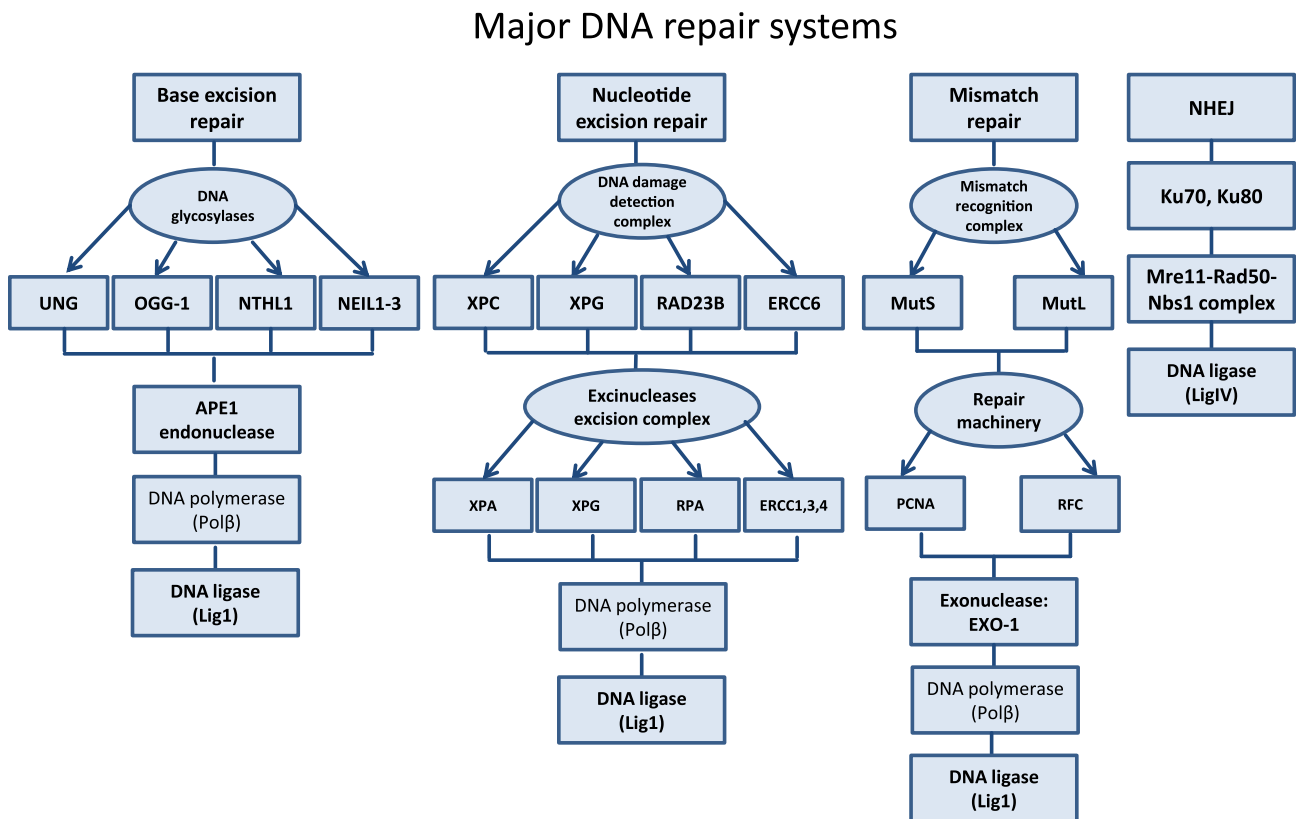 Major DNA repair systems
Base excision
repair
DNA
glycosylases
UNG
OGG-1
NTHL1
NEIL1-3
APE1
endonuclease
DNA polymerase
(Polβ)
DNA ligase
(Lig1)
Nucleotide
excision repair
DNA damage
detection
complex
XPC
XPG
RAD23B
ERCC6
Excinucleases
excision complex
XPA
XPG
RPA
ERCC1,3,4
DNA polymerase
(Polβ)
DNA ligase
(Lig1)
Mismatch
repair
Mismatch
recognition
complex
MutS
MutL
Repair
machinery
PCNA
RFC
Exonuclease:
EXO-1
DNA polymerase
(Polβ)
DNA ligase
(Lig1)
NHEJ
Ku70, Ku80
Mre11-Rad50-
Nbs1 complex
DNA ligase
(LigIV)